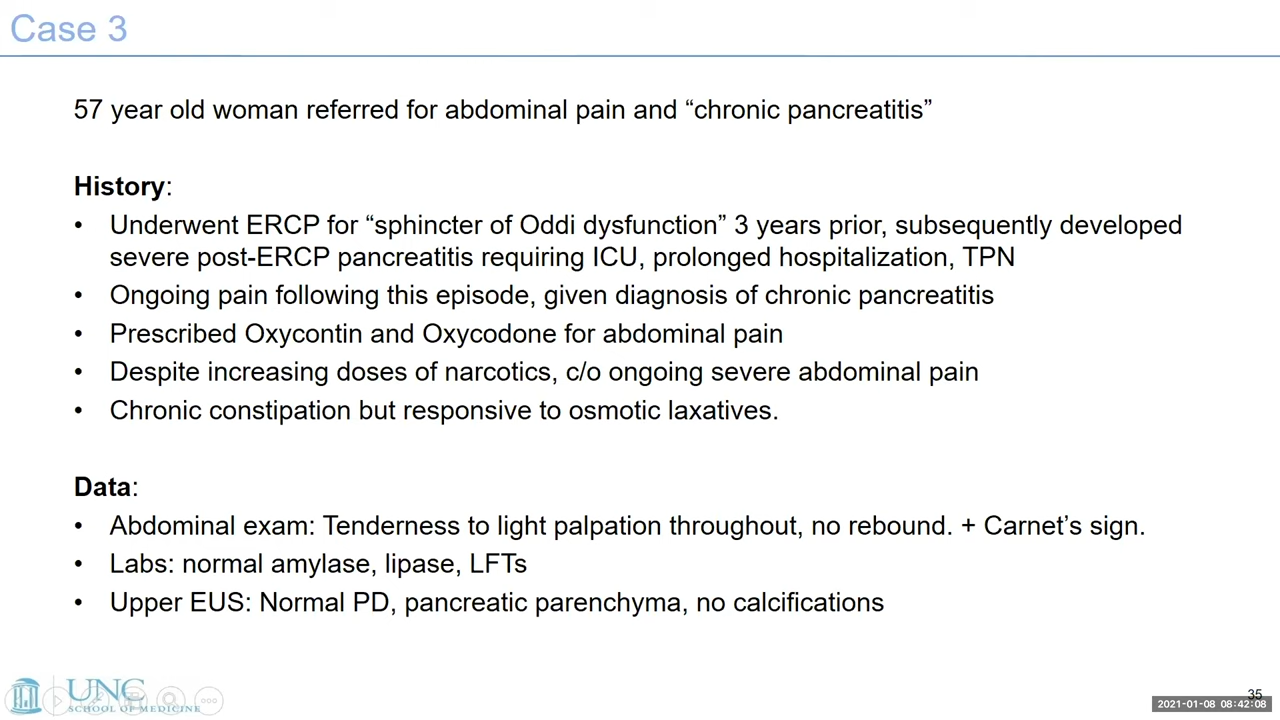 Case 3
57 year old woman referred for abdominal pain and “chronic pancreatitis”
History:
• Underwent ERCP for “sphincter of Oddi dysfunction” 3 years prior, subsequently developed
severe post-ERCP pancreatitis requiring ICU, prolonged hospitalization, TPN
• Ongoing pain following this episode, given diagnosis of chronic pancreatitis
• Prescribed Oxycontin and Oxycodone for abdominal pain
• Despite increasing doses of narcotics, c/o ongoing severe abdominal pain
• Chronic constipation but responsive to osmotic laxatives.
Data:
• Abdominal exam: Tenderness to light palpation throughout, no rebound. + Carnet’s sign.
• Labs: normal amylase, lipase, LFTs
• Upper EUS: Normal PD, pancreatic parenchyma, no calcifications
UNC
SCHOOL OF MEDICINE
35
2021-01-08 08:42:08